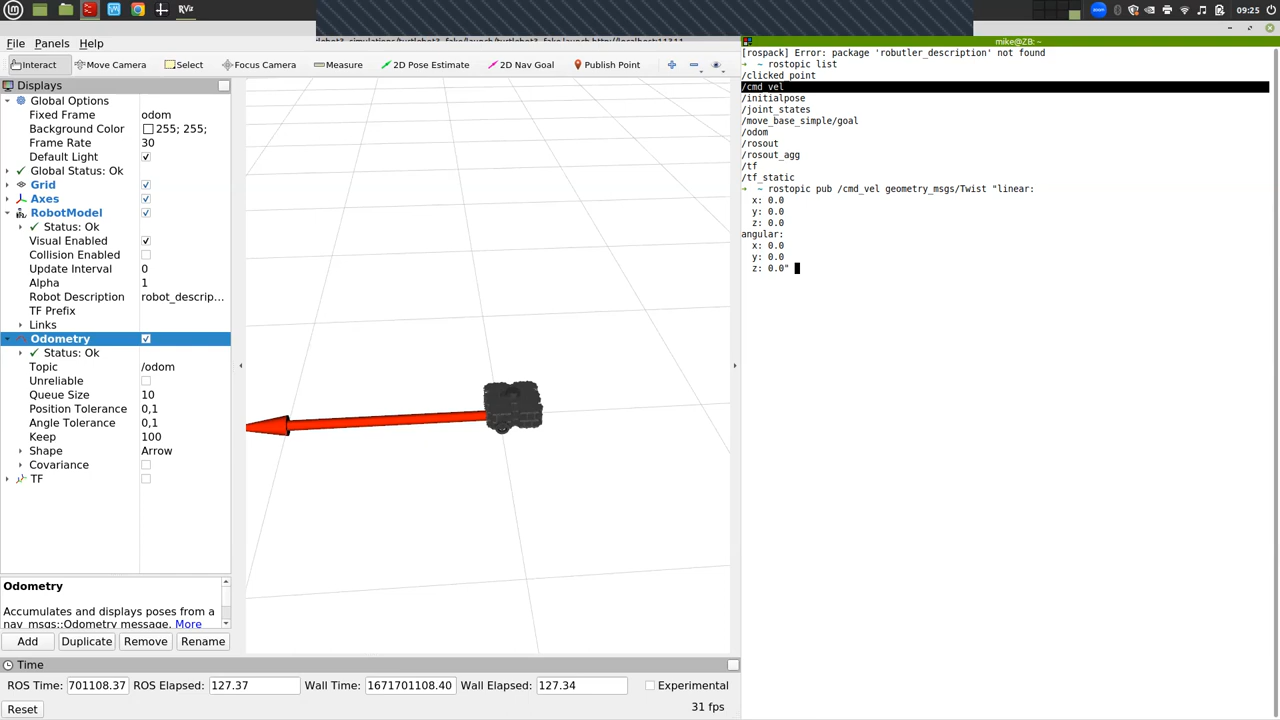 RViz
09:25
mike@ZB: ~
File Panels Help
Interact
Move Camera
Select
Focus Camera
Measure
2D Pose Estimate
2D Nav Goal
Publish Point
Displays
Global Options
Fixed Frame odom
Background Color 255; 255;
Frame Rate 30
Default Light
Global Status: Ok
Grid
Axes
RobotModel
Status: Ok
Visual Enabled
Collision Enabled
Update Interval 0
Alpha 1
Robot Description robot_descrip...
TF Prefix
Links
Odometry
Status: Ok
Topic /odom
Unreliable
Queue Size 10
Position Tolerance 0,1
Angle Tolerance 0,1
Keep 100
Shape Arrow
Covariance
TF
Odometry
Accumulates and displays poses from a
nav_msgs::Odometry message. More
Add Duplicate Remove Rename
Time
ROS Time: 701108.37 ROS Elapsed: 127.37 Wall Time: 1671701108.40 Wall Elapsed: 127.34 Experimental
Reset
31 fps
[rospack] Error: package 'robutler_description' not found
➜ ~ rostopic list
/clicked_point
/cmd_vel
/initialpose
/joint_states
/move_base_simple/goal
/odom
/rosout
/rosout_agg
/tf
/tf_static
➜ ~ rostopic pub /cmd_vel geometry_msgs/Twist "linear:
x: 0.0
y: 0.0
z: 0.0
angular:
x: 0.0
y: 0.0
z: 0.0"